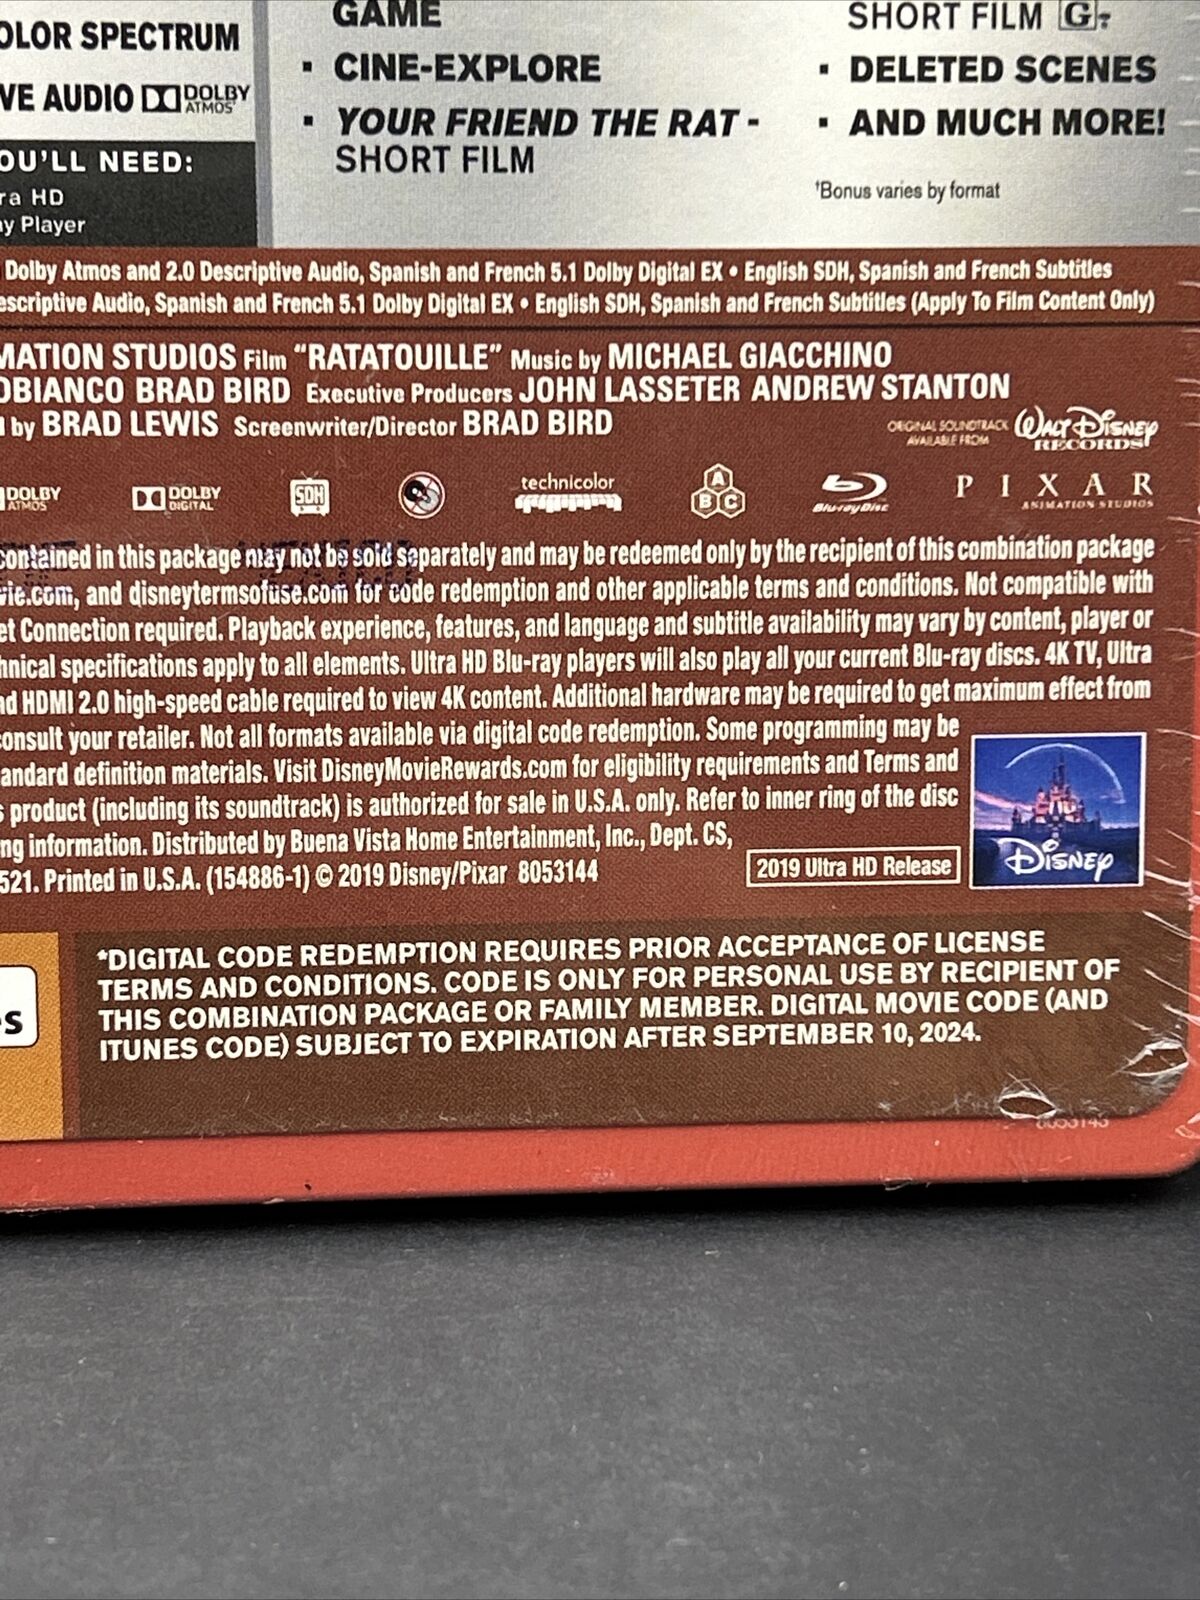 GAME
SHORT FILM G
OLOR SPECTRUM
▪ CINE-EXPLORE
▪ DELETED SCENES
VE AUDIO DOLBY ATMOS
▪ YOUR FRIEND THE RAT -
SHORT FILM
▪ AND MUCH MORE!
OU'LL NEED:
ra HD
ay Player
†Bonus varies by format
Dolby Atmos and 2.0 Descriptive Audio, Spanish and French 5.1 Dolby Digital EX • English SDH, Spanish and French Subtitles
escriptive Audio, Spanish and French 5.1 Dolby Digital EX • English SDH, Spanish and French Subtitles (Apply To Film Content Only)
MATION STUDIOS Film "RATATOUILLE" Music by MICHAEL GIACCHINO
OBIANCO BRAD BIRD Executive Producers JOHN LASSETER ANDREW STANTON
by BRAD LEWIS Screenwriter/Director BRAD BIRD
ORIGINAL SOUNDTRACK
AVAILABLE FROM
WALT DISNEY
RECORDS
DOLBY ATMOS DOLBY DIGITAL SDH technicolor A B C Blu-ray Disc PIXAR
ANIMATION STUDIOS
contained in this package may not be sold separately and may be redeemed only by the recipient of this combination package
vie.com, and disneytermsofuse.com for code redemption and other applicable terms and conditions. Not compatible with
et Connection required. Playback experience, features, and language and subtitle availability may vary by content, player or
hnical specifications apply to all elements. Ultra HD Blu-ray players will also play all your current Blu-ray discs. 4K TV, Ultra
nd HDMI 2.0 high-speed cable required to view 4K content. Additional hardware may be required to get maximum effect from
onsult your retailer. Not all formats available via digital code redemption. Some programming may be
andard definition materials. Visit DisneyMovieRewards.com for eligibility requirements and Terms and
s product (including its soundtrack) is authorized for sale in U.S.A. only. Refer to inner ring of the disc
ng information. Distributed by Buena Vista Home Entertainment, Inc., Dept. CS,
521. Printed in U.S.A. (154886-1) © 2019 Disney/Pixar 8053144
2019 Ultra HD Release
DISNEY
*DIGITAL CODE REDEMPTION REQUIRES PRIOR ACCEPTANCE OF LICENSE
TERMS AND CONDITIONS. CODE IS ONLY FOR PERSONAL USE BY RECIPIENT OF
THIS COMBINATION PACKAGE OR FAMILY MEMBER. DIGITAL MOVIE CODE (AND
ITUNES CODE) SUBJECT TO EXPIRATION AFTER SEPTEMBER 10, 2024.
es
8053143